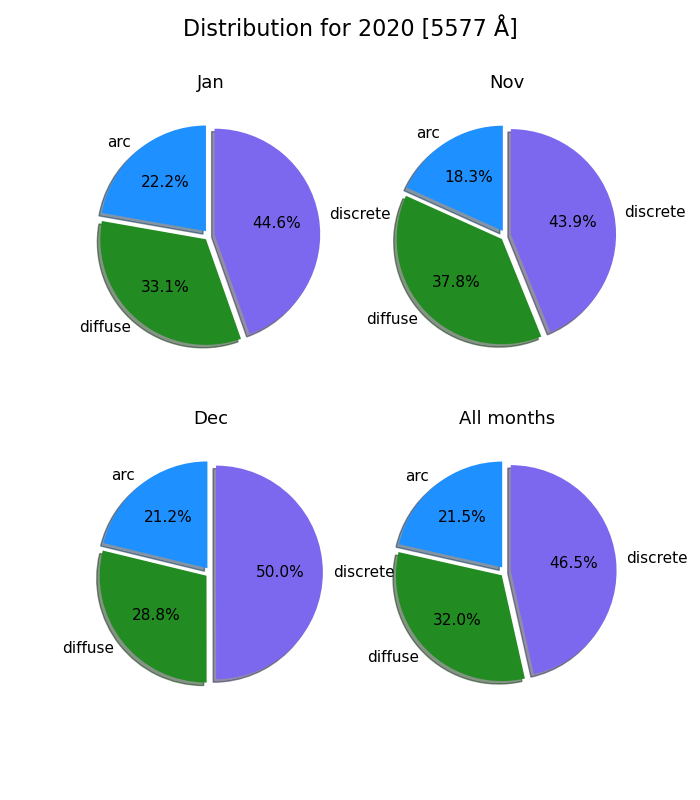 Distribution for 2020 [5577 Å]
Jan
arc
22.2%
44.6%
discrete
33.1%
diffuse
Nov
arc
18.3%
43.9%
discrete
37.8%
diffuse
Dec
arc
21.2%
50.0%
discrete
28.8%
diffuse
All months
arc
21.5%
46.5%
discrete
32.0%
diffuse